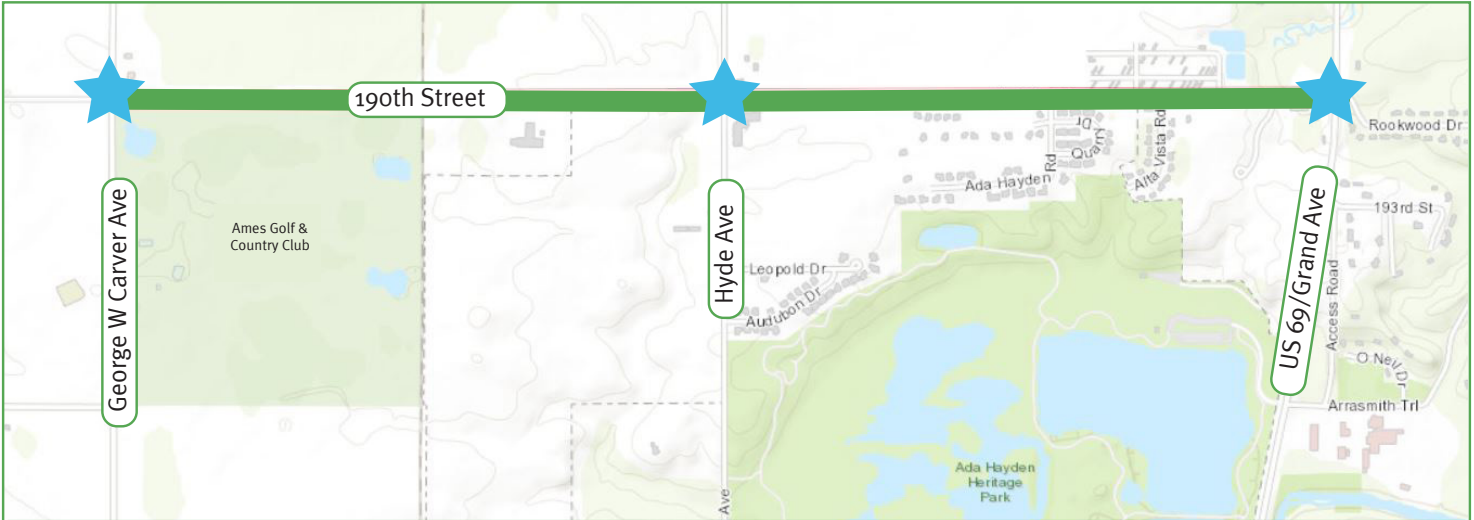 190th Street
Rookwood Dr
Quarry Dr
Alta Vista Rd
Ada Hayden Rd
193rd St
George W Carver Ave
Ames Golf &
Country Club
Hyde Ave
US 69/Grand Ave
Leopold Dr
Audubon Dr
Access Road
O Neil Dr
Arrasmith Trl
Ada Hayden
Heritage
Park
Ave